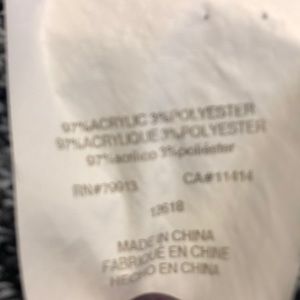 97%ACRYLIC 3%POLYESTER
97%ACRYLIQUE 3%POLYESTER
97%acrílico 3%poliéster
RN#79913 CA#11414
12618
MADE IN CHINA
FABRIQUÉ EN CHINE
HECHO EN CHINA